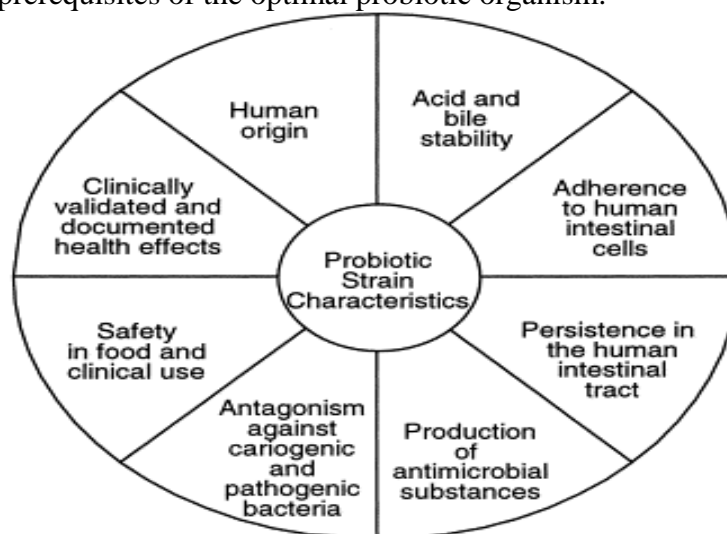 prerequisites of the optimal probiotic organism.
Human
origin
Acid and
bile
stability
Adherence
to human
intestinal
cells
Persistence in
the human
intestinal
tract
Production
of
antimicrobial
substances
Antagonism
against
cariogenic
and
pathogenic
bacteria
Safety
in food and
clinical use
Clinically
validated and
documented
health effects
Probiotic
Strain
Characteristics